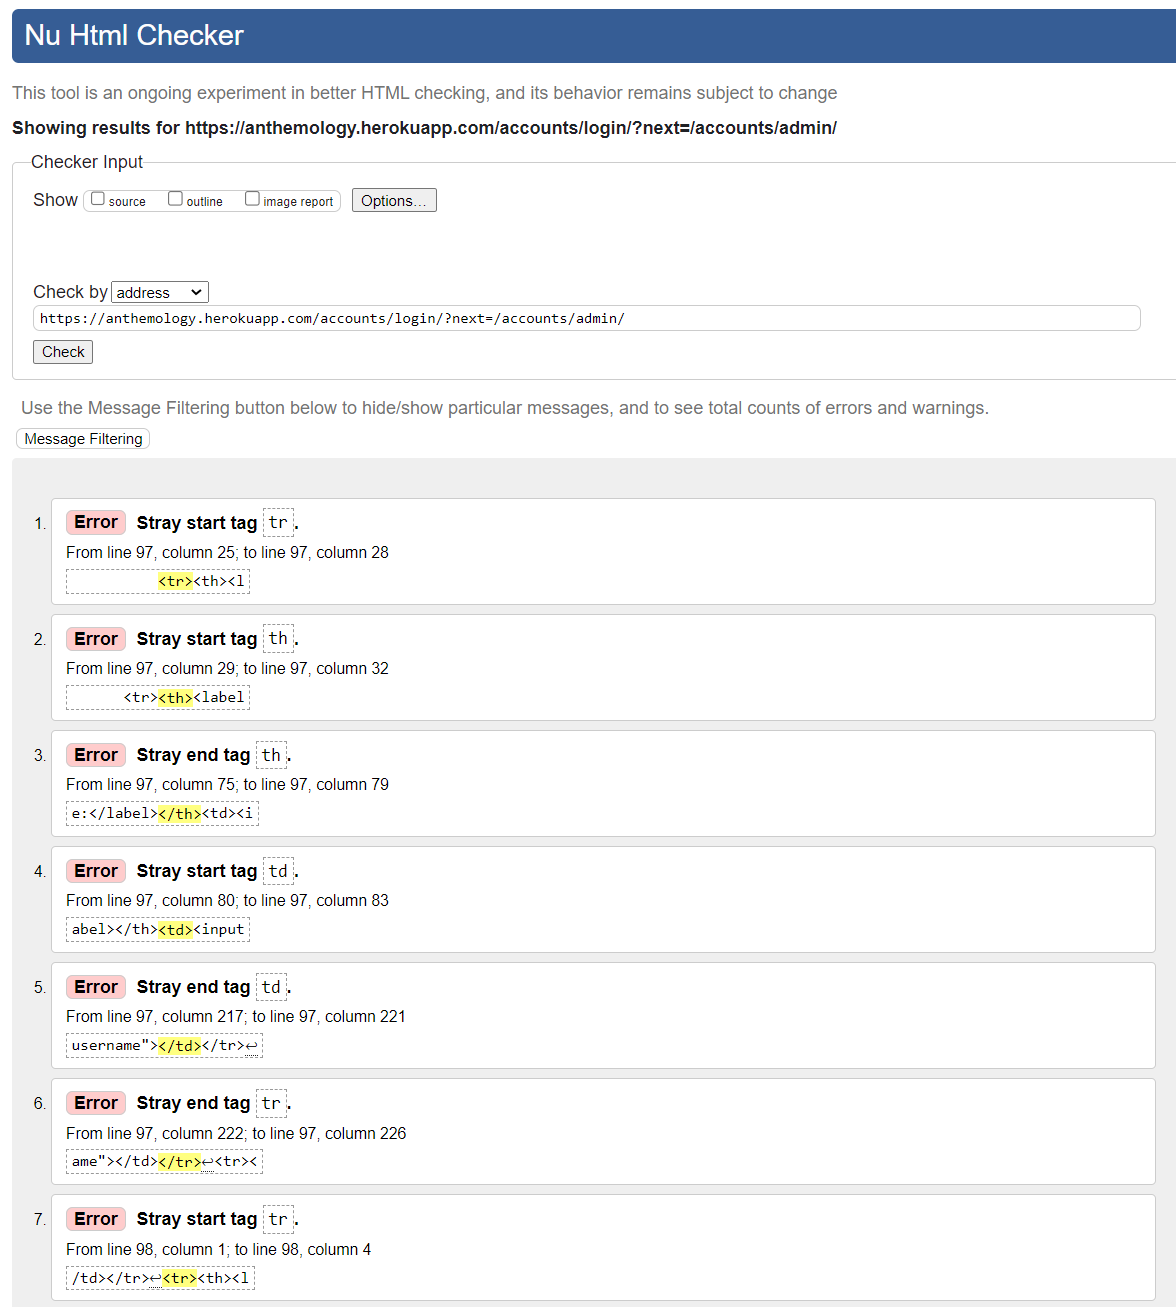 Nu Html Checker
This tool is an ongoing experiment in better HTML checking, and its behavior remains subject to change
Showing results for https://anthemology.herokuapp.com/accounts/login/?next=/accounts/admin/
Checker Input
Show source outline image report Options...
Check by address
https://anthemology.herokuapp.com/accounts/login/?next=/accounts/admin/
Check
Use the Message Filtering button below to hide/show particular messages, and to see total counts of errors and warnings.
Message Filtering
1. Error Stray start tag tr.
From line 97, column 25; to line 97, column 28
<tr><th><l
2. Error Stray start tag th.
From line 97, column 29; to line 97, column 32
<tr><th><label
3. Error Stray end tag th.
From line 97, column 75; to line 97, column 79
e:</label></th><td><i
4. Error Stray start tag td.
From line 97, column 80; to line 97, column 83
abel></th><td><input
5. Error Stray end tag td.
From line 97, column 217; to line 97, column 221
username"></td></tr>↩
6. Error Stray end tag tr.
From line 97, column 222; to line 97, column 226
ame"></td></tr>↩<tr><
7. Error Stray start tag tr.
From line 98, column 1; to line 98, column 4
/td></tr>↩<tr><th><l